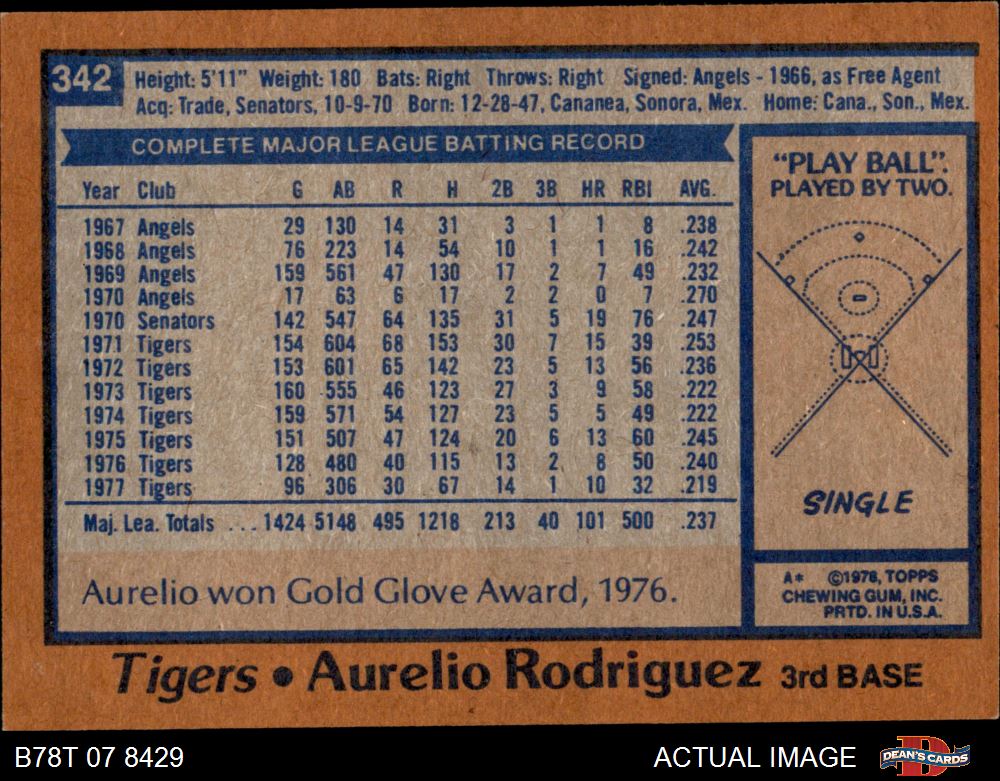 342
Height: 5'11" Weight: 180 Bats: Right Throws: Right Signed: Angels - 1966, as Free Agent
Acq: Trade, Senators, 10-9-70 Born: 12-28-47, Cananea, Sonora, Mex. Home: Cana., Son., Mex.
COMPLETE MAJOR LEAGUE BATTING RECORD
Year Club G AB R H 2B 3B HR RBI AVG.
1967 Angels 29 130 14 31 3 1 1 8 .238
1968 Angels 76 223 14 54 10 1 1 16 .242
1969 Angels 159 561 47 130 17 2 7 49 .232
1970 Angels 17 63 6 17 2 2 0 7 .270
1970 Senators 142 547 64 135 31 5 19 76 .247
1971 Tigers 154 604 68 153 30 7 15 39 .253
1972 Tigers 153 601 65 142 23 5 13 56 .236
1973 Tigers 160 555 46 123 27 3 9 58 .222
1974 Tigers 159 571 54 127 23 5 5 49 .222
1975 Tigers 151 507 47 124 20 6 13 60 .245
1976 Tigers 128 480 40 115 13 2 8 50 .240
1977 Tigers 96 306 30 67 14 1 10 32 .219
Maj. Lea. Totals ... 1424 5148 495 1218 213 40 101 500 .237
Aurelio won Gold Glove Award, 1976.
"PLAY BALL".
PLAYED BY TWO.
SINGLE
A* ©1978, TOPPS
CHEWING GUM, INC.
PRTD. IN U.S.A.
Tigers • Aurelio Rodriguez 3rd BASE
B78T 07 8429
ACTUAL IMAGE
D
DEAN'S CARDS